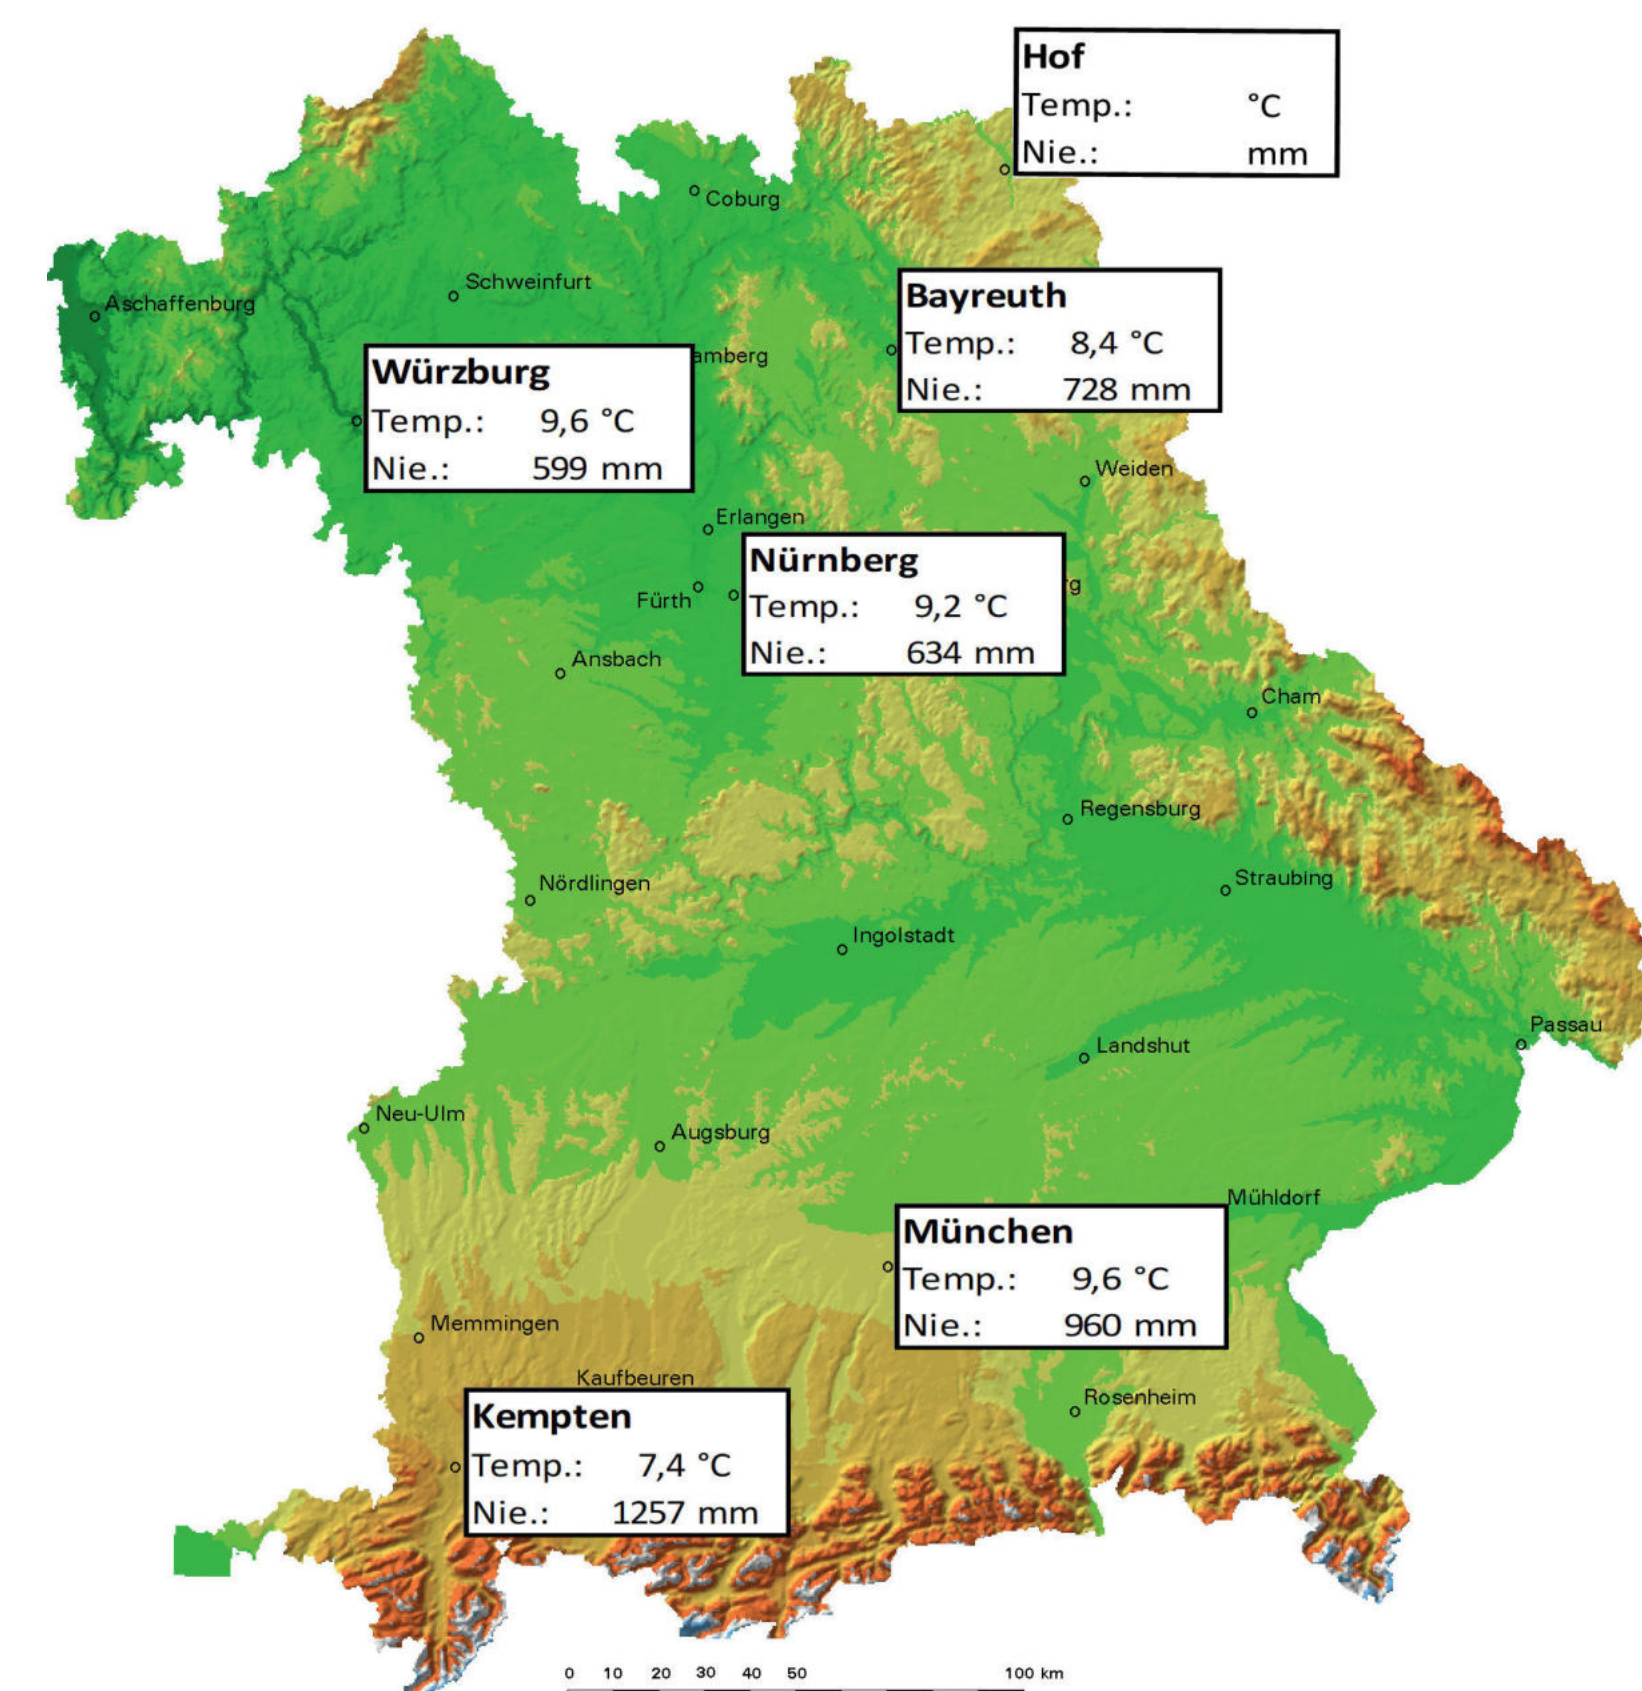 Hof
Temp.: °C
Nie.: mm
Coburg
Schweinfurt
Aschaffenburg
Bayreuth
Temp.: 8,4 °C
Nie.: 728 mm
amberg
Würzburg
Temp.: 9,6 °C
Nie.: 599 mm
Weiden
Erlangen
Nürnberg
Temp.: 9,2 °C
Nie.: 634 mm
rg
Fürth
Ansbach
Cham
Regensburg
Straubing
Nördlingen
Ingolstadt
Passau
Landshut
Neu-Ulm
Augsburg
Mühldorf
München
Temp.: 9,6 °C
Nie.: 960 mm
Memmingen
Kaufbeuren
Rosenheim
Kempten
Temp.: 7,4 °C
Nie.: 1257 mm
0 10 20 30 40 50 100 km